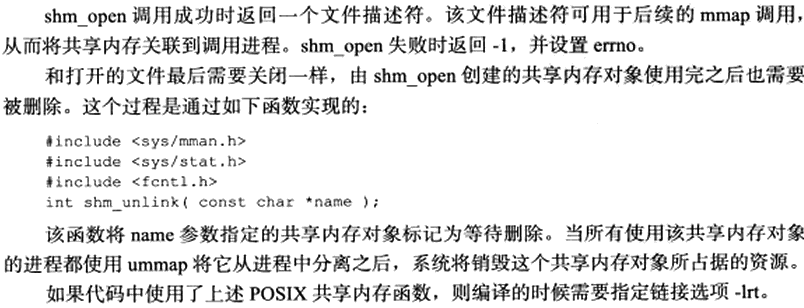 shm_open 调用成功时返回一个文件描述符。该文件描述符可用于后续的 mmap 调用，
从而将共享内存关联到调用进程。shm_open 失败时返回 -1，并设置 errno。
和打开的文件最后需要关闭一样，由 shm_open 创建的共享内存对象使用完之后也需要
被删除。这个过程是通过如下函数实现的：
#include <sys/mman.h>
#include <sys/stat.h>
#include <fcntl.h>
int shm_unlink( const char *name );
该函数将 name 参数指定的共享内存对象标记为等待删除。当所有使用该共享内存对象
的进程都使用 ummap 将它从进程中分离之后，系统将销毁这个共享内存对象所占据的资源。
如果代码中使用了上述 POSIX 共享内存函数，则编译的时候需要指定链接选项 -lrt。